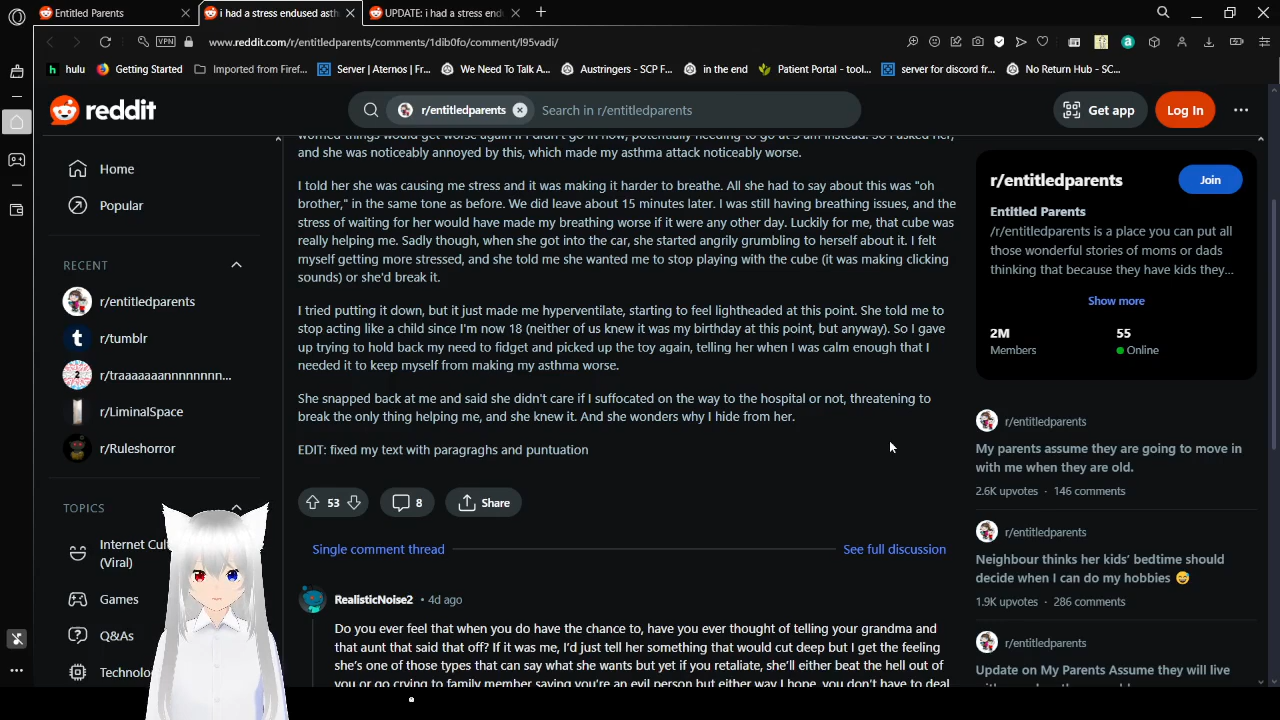 Entitled Parents
i had a stress endused asth
UPDATE: i had a stress end
VPN
www.reddit.com/r/entitledparents/comments/1dib0fo/comment/l95vadi/
hulu
Getting Started
Imported from Firef...
Server | Aternos | Fr...
We Need To Talk A...
Austringers - SCP F...
in the end
Patient Portal - tool...
server for discord fr...
No Return Hub - SC...
reddit
r/entitledparents
Search in r/entitledparents
Get app
Log In
Home
Popular
RECENT
r/entitledparents
r/tumblr
r/traaaaaaannnnnnnn...
r/LiminalSpace
r/Ruleshorror
TOPICS
Internet Cul
(Viral)
Games
Q&As
Technolo
worried things would get worse again if I didn't go in now, potentially needing to go at 3 am instead. So I asked her,
and she was noticeably annoyed by this, which made my asthma attack noticeably worse.
I told her she was causing me stress and it was making it harder to breathe. All she had to say about this was "oh
brother," in the same tone as before. We did leave about 15 minutes later. I was still having breathing issues, and the
stress of waiting for her would have made my breathing worse if it were any other day. Luckily for me, that cube was
really helping me. Sadly though, when she got into the car, she started angrily grumbling to herself about it. I felt
myself getting more stressed, and she told me she wanted me to stop playing with the cube (it was making clicking
sounds) or she'd break it.
I tried putting it down, but it just made me hyperventilate, starting to feel lightheaded at this point. She told me to
stop acting like a child since I'm now 18 (neither of us knew it was my birthday at this point, but anyway). So I gave
up trying to hold back my need to fidget and picked up the toy again, telling her when I was calm enough that I
needed it to keep myself from making my asthma worse.
She snapped back at me and said she didn't care if I suffocated on the way to the hospital or not, threatening to
break the only thing helping me, and she knew it. And she wonders why I hide from her.
EDIT: fixed my text with paragraghs and puntuation
53
8
Share
Single comment thread
See full discussion
RealisticNoise2 • 4d ago
Do you ever feel that when you do have the chance to, have you ever thought of telling your grandma and
that aunt that said that off? If it was me, I'd just tell her something that would cut deep but I get the feeling
she's one of those types that can say what she wants but yet if you retaliate, she'll either beat the hell out of
you or go crying to family member saying you're an evil person but either way I hope, you don't have to deal
r/entitledparents
Join
Entitled Parents
/r/entitledparents is a place you can put all
those wonderful stories of moms or dads
thinking that because they have kids they...
Show more
2M
Members
55
Online
r/entitledparents
My parents assume they are going to move in
with me when they are old.
2.6K upvotes · 146 comments
r/entitledparents
Neighbour thinks her kids' bedtime should
decide when I can do my hobbies 😅
1.9K upvotes · 286 comments
r/entitledparents
Update on My Parents Assume they will live